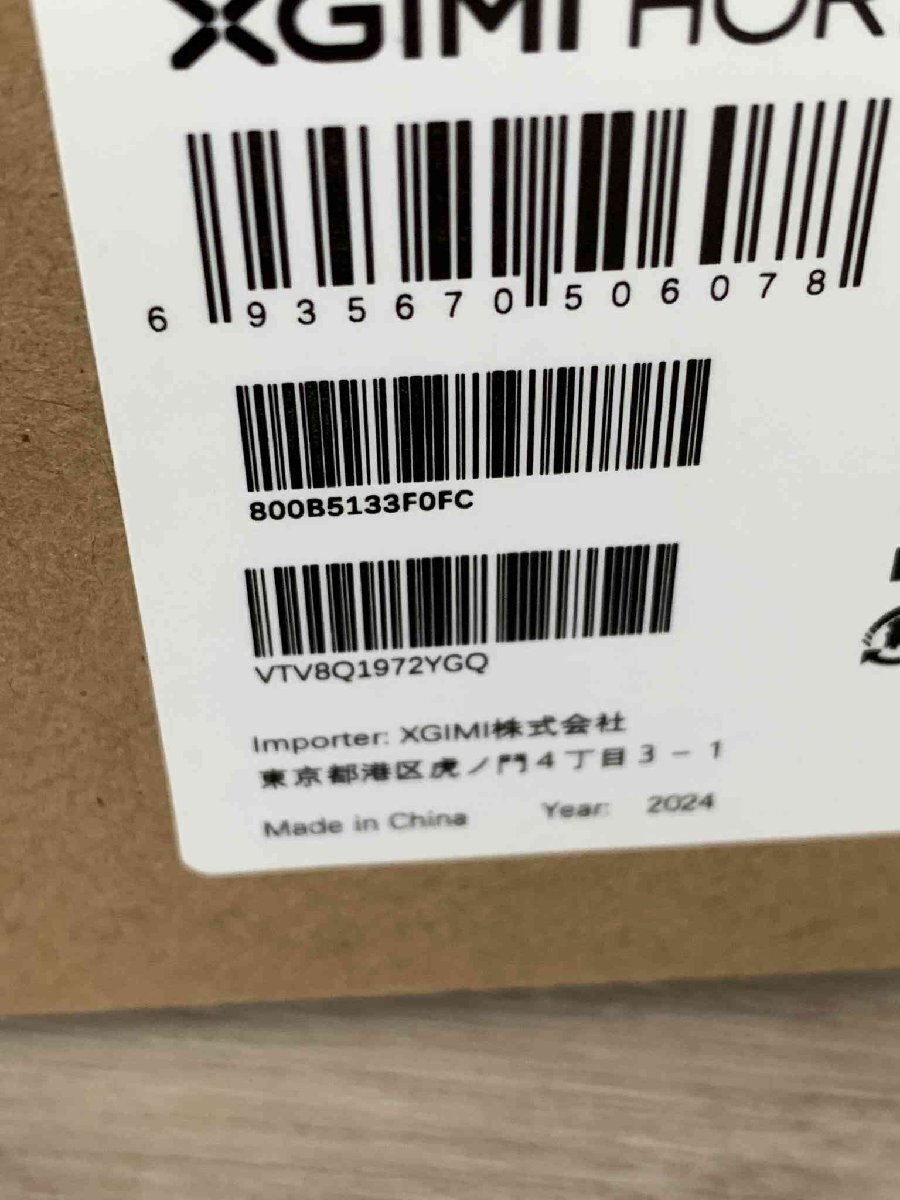 XGIMI
6 935670 506078
800B5133F0FC
VTV8Q1972YGQ
Importer: XGIMI株式会社
東京都港区虎ノ門4丁目3-1
Made in China Year: 2024